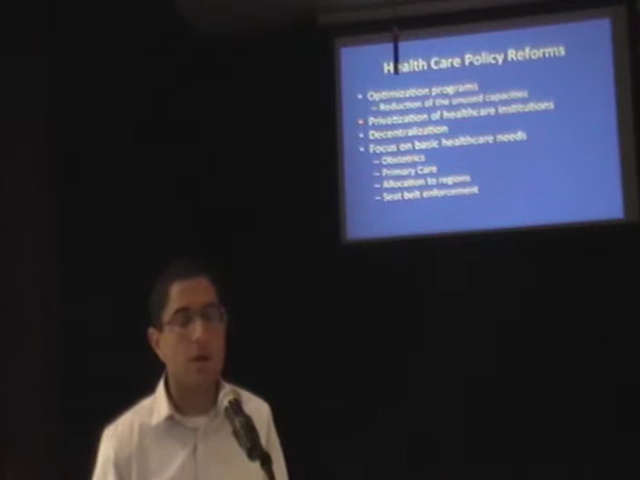 Health Care Policy Reforms
• Optimization programs
– Reduction of the unused capacities
• Privatization of healthcare institutions
• Decentralization
• Focus on basic healthcare needs
– Obstetrics
– Primary Care
– Allocation to regions
– Seat belt enforcement